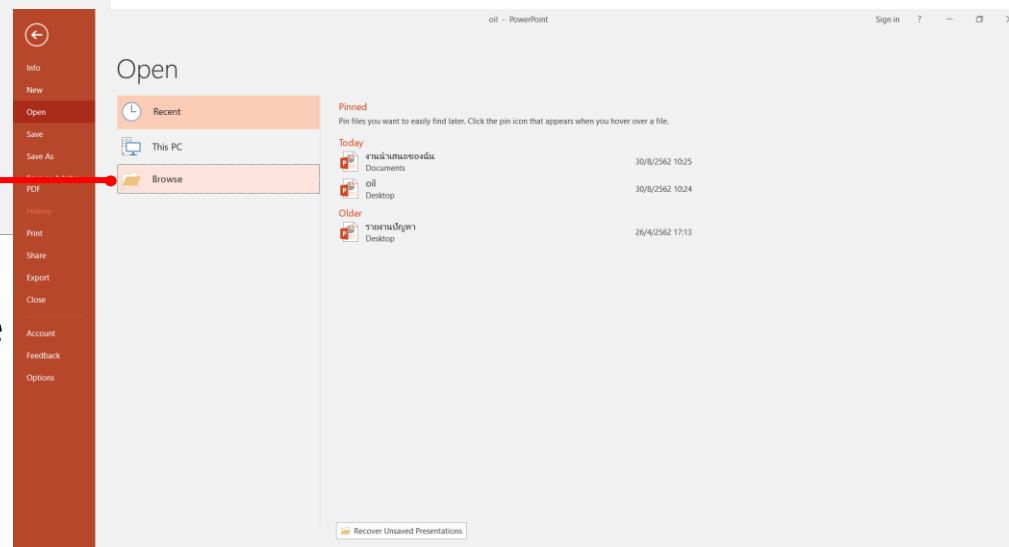 oil - PowerPoint
Sign in ?
Info
New
Open
Save
Save As
PDF
History
Print
Share
Export
Close
Account
Feedback
Options
Open
Recent
This PC
Browse
Pinned
Pin files you want to easily find later. Click the pin icon that appears when you hover over a file.
Today
งานนำเสนอของฉัน 30/8/2562 10:25
Documents
oil 30/8/2562 10:24
Desktop
Older
รายงานปัญหา 26/4/2562 17:13
Desktop
Recover Unsaved Presentations